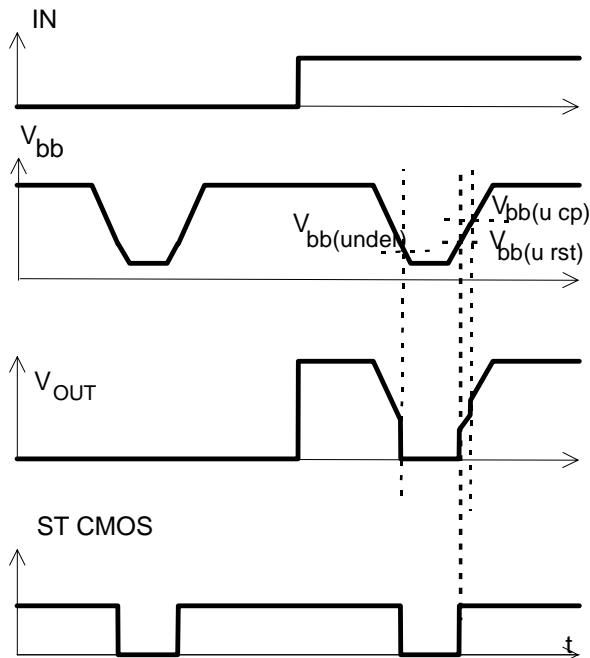 IN
Vbb
Vbb(u cp)
Vbb(under)
Vbb(u rst)
VOUT
ST CMOS
t